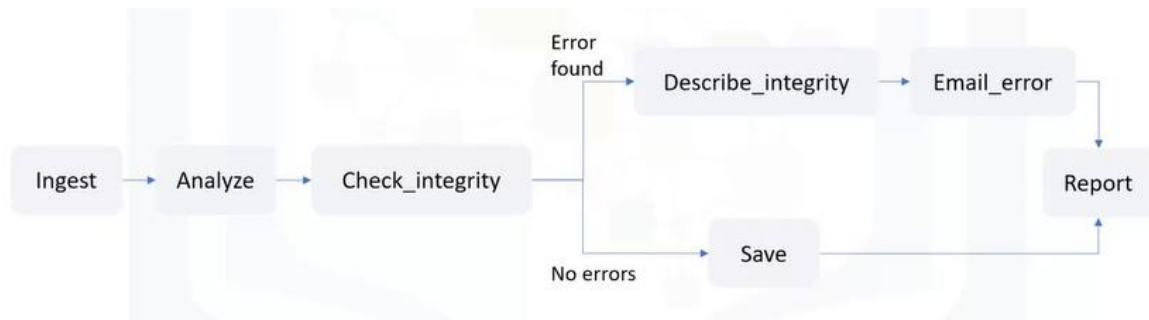 Error
found
Describe_integrity
Email_error
Ingest
Analyze
Check_integrity
Report
Save
No errors